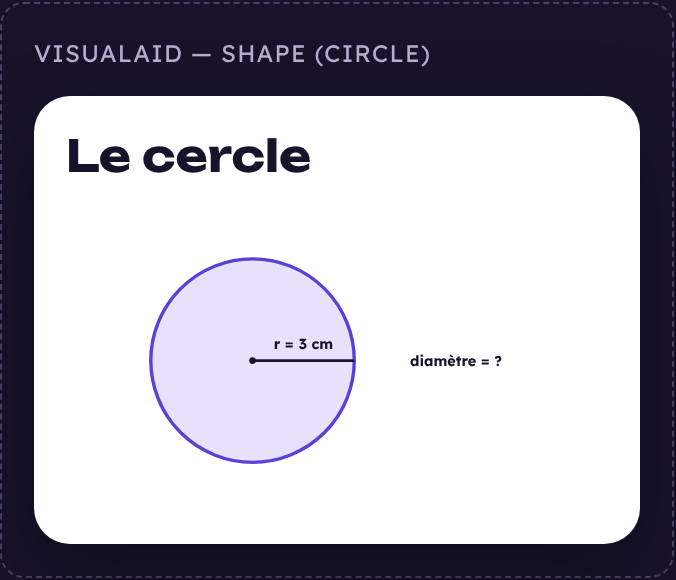 VISUALAID — SHAPE (CIRCLE)
Le cercle
r = 3 cm
diamètre = ?